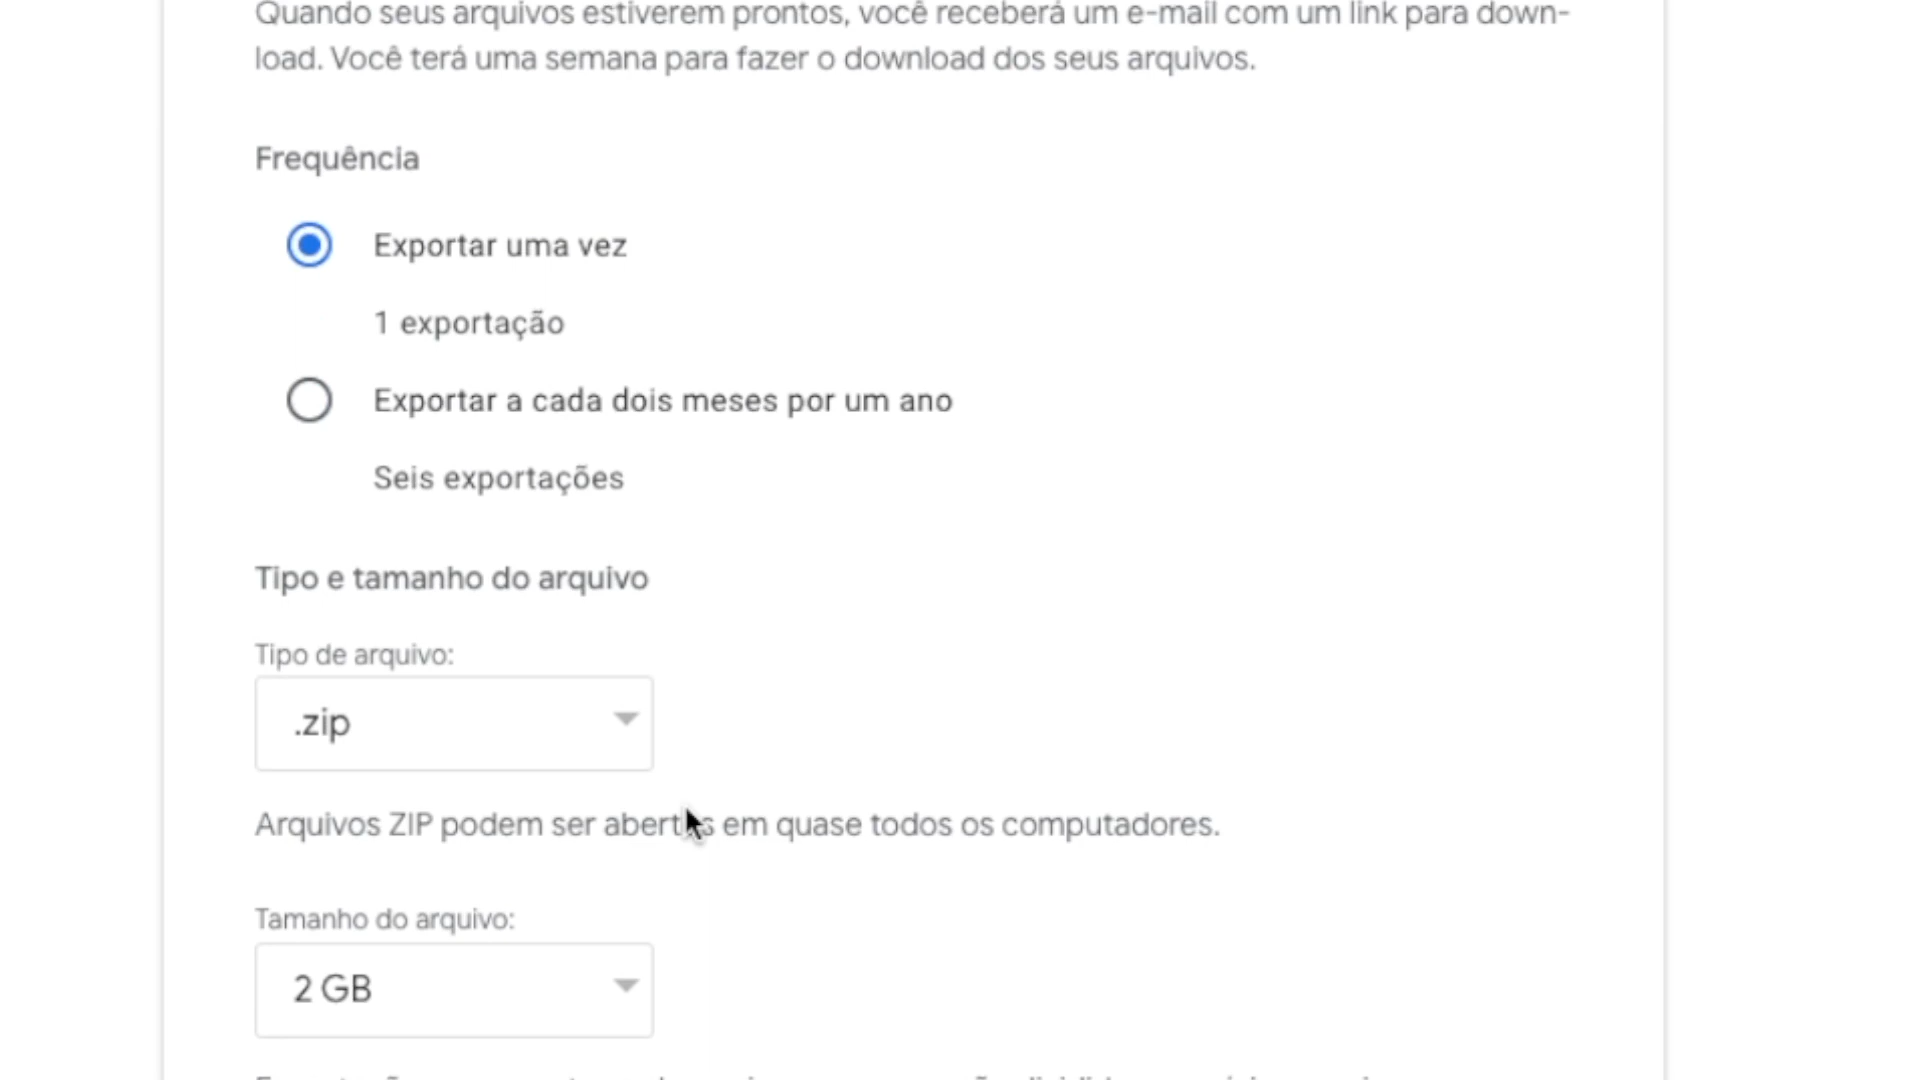 Quando seus arquivos estiverem prontos, você receberá um e-mail com um link para down-
load. Você terá uma semana para fazer o download dos seus arquivos.
Frequência
Exportar uma vez
1 exportação
Exportar a cada dois meses por um ano
Seis exportações
Tipo e tamanho do arquivo
Tipo de arquivo:
.zip
Arquivos ZIP podem ser abertos em quase todos os computadores.
Tamanho do arquivo:
2 GB